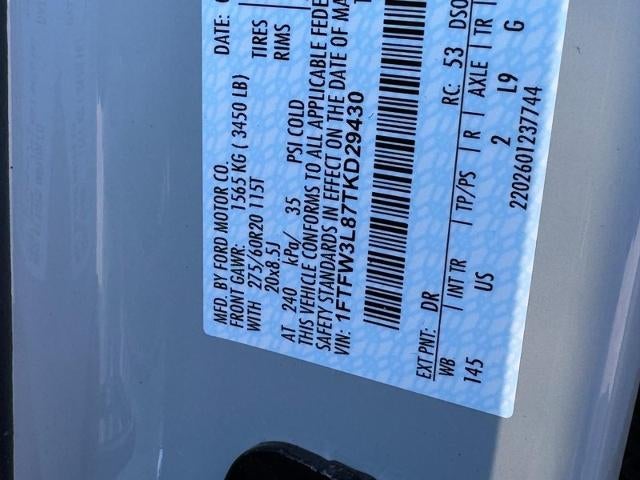 MFD. BY FORD MOTOR CO.
DATE:
FRONT GAWR: 1565 KG ( 3450 LB)
WITH 275/60R20 115T TIRES
20x8.5J RIMS
AT 240 kPa/ 35 PSI COLD
THIS VEHICLE CONFORMS TO ALL APPLICABLE FEDE
SAFETY STANDARDS IN EFFECT ON THE DATE OF MA
VIN: 1FTFW3L87TKD29430
EXT PNT: DR RC: 53 DSO
WB | INT TR | TP/PS | R | AXLE | TR
145 US 2 L9 G
2202601237744